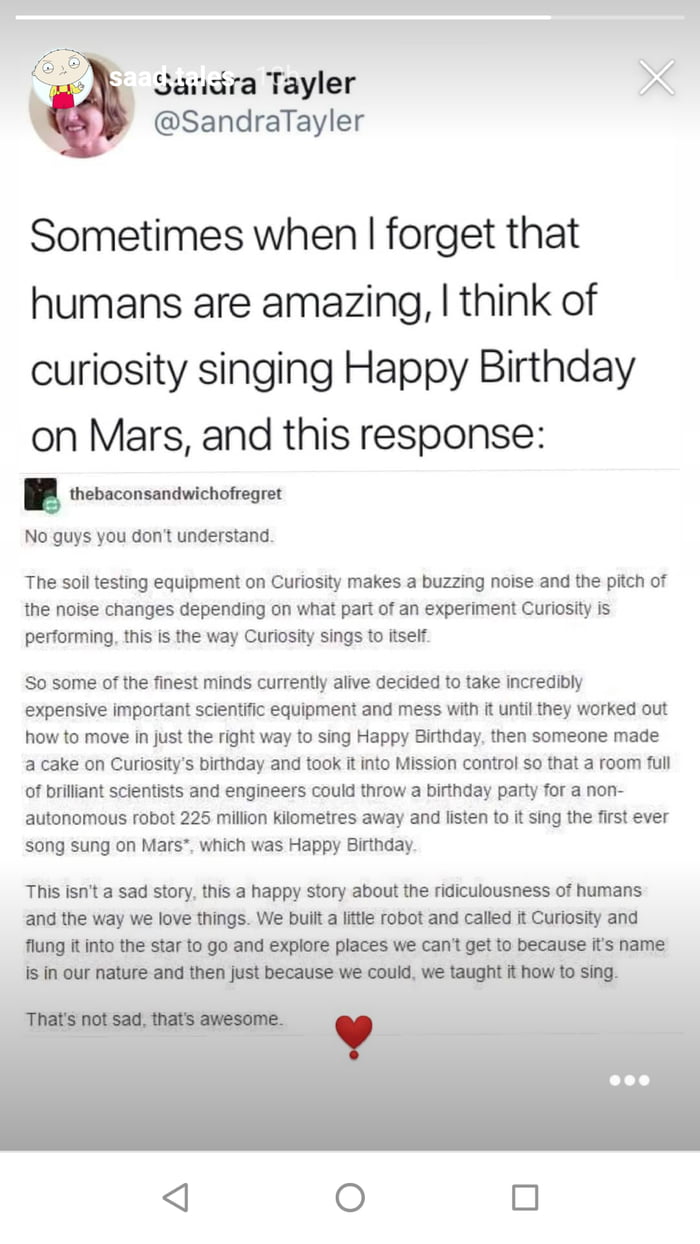 saad.tales 19h
Sandra Tayler
@SandraTayler
Sometimes when I forget that
humans are amazing, I think of
curiosity singing Happy Birthday
on Mars, and this response:
thebaconsandwichofregret
No guys you don't understand.
The soil testing equipment on Curiosity makes a buzzing noise and the pitch of
the noise changes depending on what part of an experiment Curiosity is
performing, this is the way Curiosity sings to itself.
So some of the finest minds currently alive decided to take incredibly
expensive important scientific equipment and mess with it until they worked out
how to move in just the right way to sing Happy Birthday, then someone made
a cake on Curiosity's birthday and took it into Mission control so that a room full
of brilliant scientists and engineers could throw a birthday party for a non-
autonomous robot 225 million kilometres away and listen to it sing the first ever
song sung on Mars*, which was Happy Birthday.
This isn't a sad story, this a happy story about the ridiculousness of humans
and the way we love things. We built a little robot and called it Curiosity and
flung it into the star to go and explore places we can't get to because it's name
is in our nature and then just because we could, we taught it how to sing.
That's not sad, that's awesome.